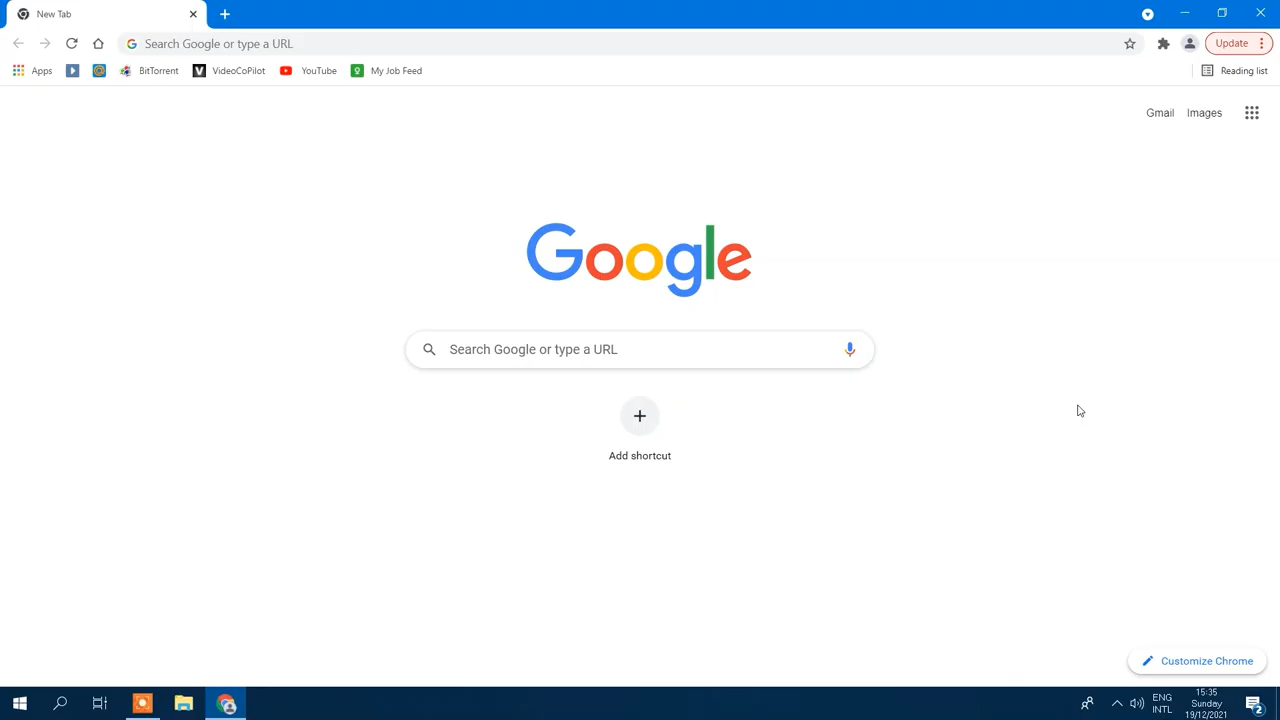 New Tab
Search Google or type a URL
Update
Apps
BitTorrent
VideoCoPilot
YouTube
My Job Feed
Reading list
Gmail
Images
Google
Search Google or type a URL
Add shortcut
Customize Chrome
ENG
INTL
15:35
Sunday
19/12/2021
2